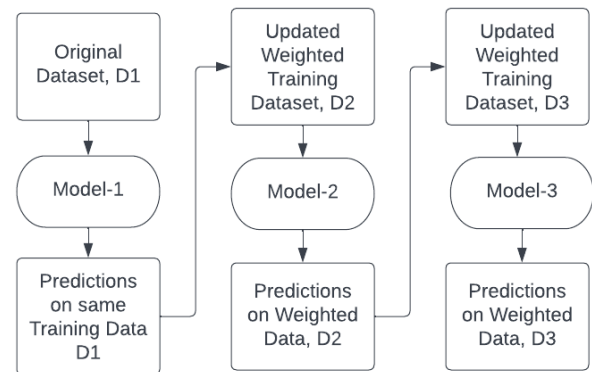 Original
Dataset, D1
Model-1
Predictions
on same
Training Data
D1
Updated
Weighted
Training
Dataset, D2
Model-2
Predictions
on Weighted
Data, D2
Updated
Weighted
Training
Dataset, D3
Model-3
Predictions
on Weighted
Data, D3